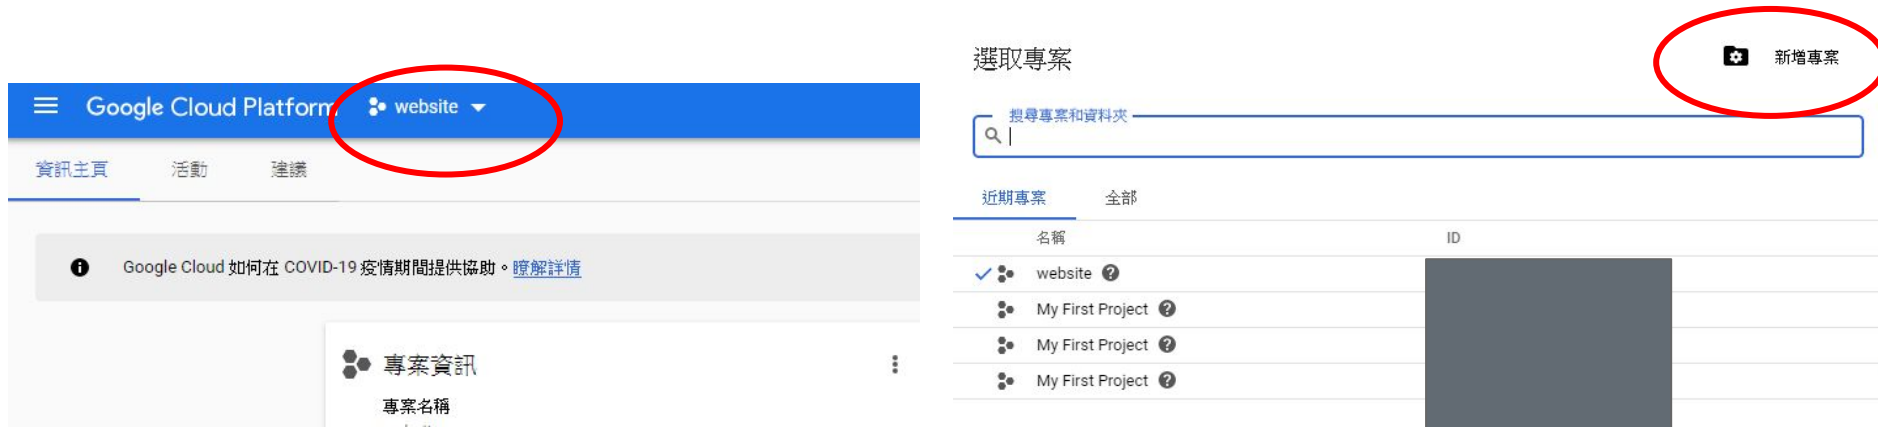 Google Cloud Platform website
資訊主頁 活動 建議
Google Cloud 如何在 COVID-19 疫情期間提供協助。瞭解詳情
專案資訊
專案名稱
選取專案 新增專案
搜尋專案和資料夾
近期專案 全部
名稱 ID
website
My First Project
My First Project
My First Project